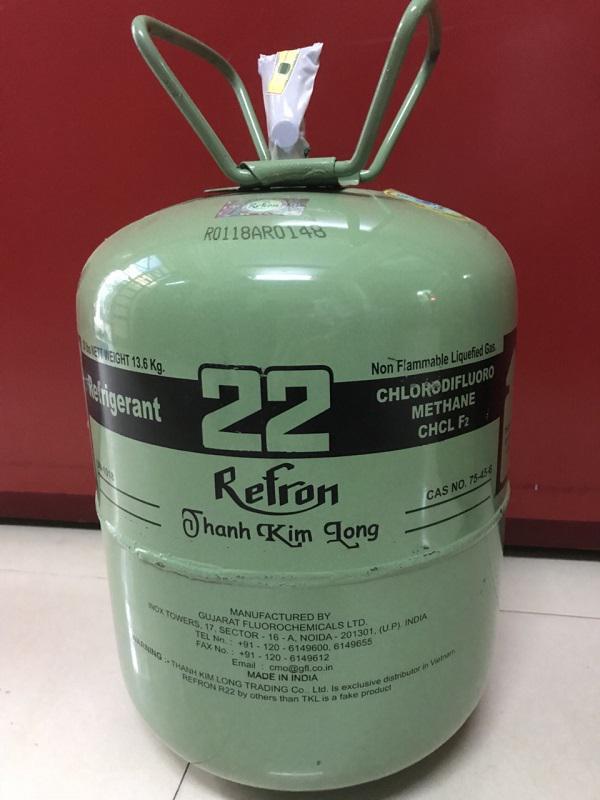 Refron
R0118AR0148
NETT WEIGHT 13.6 Kg.
Non Flammable Liquefied Gas.
Refrigerant
22
CHLORODIFLUORO
METHANE
CHCL F₂
1018
Refron
CAS NO. 75-45-6
Thanh Kim Long
MANUFACTURED BY
GUJARAT FLUOROCHEMICALS LTD.
INOX TOWERS, 17, SECTOR - 16 - A, NOIDA - 201301, (U.P). INDIA
TEL No. : +91 - 120 - 6149600, 6149655
FAX No. : +91 - 120 - 6149612
Email : cmo@gfl.co.in
MADE IN INDIA
WARNING :- THANH KIM LONG TRADING Co.. Ltd. Is exclusive distributor in Vietnam.
REFRON R22 by others than TKL is a fake product